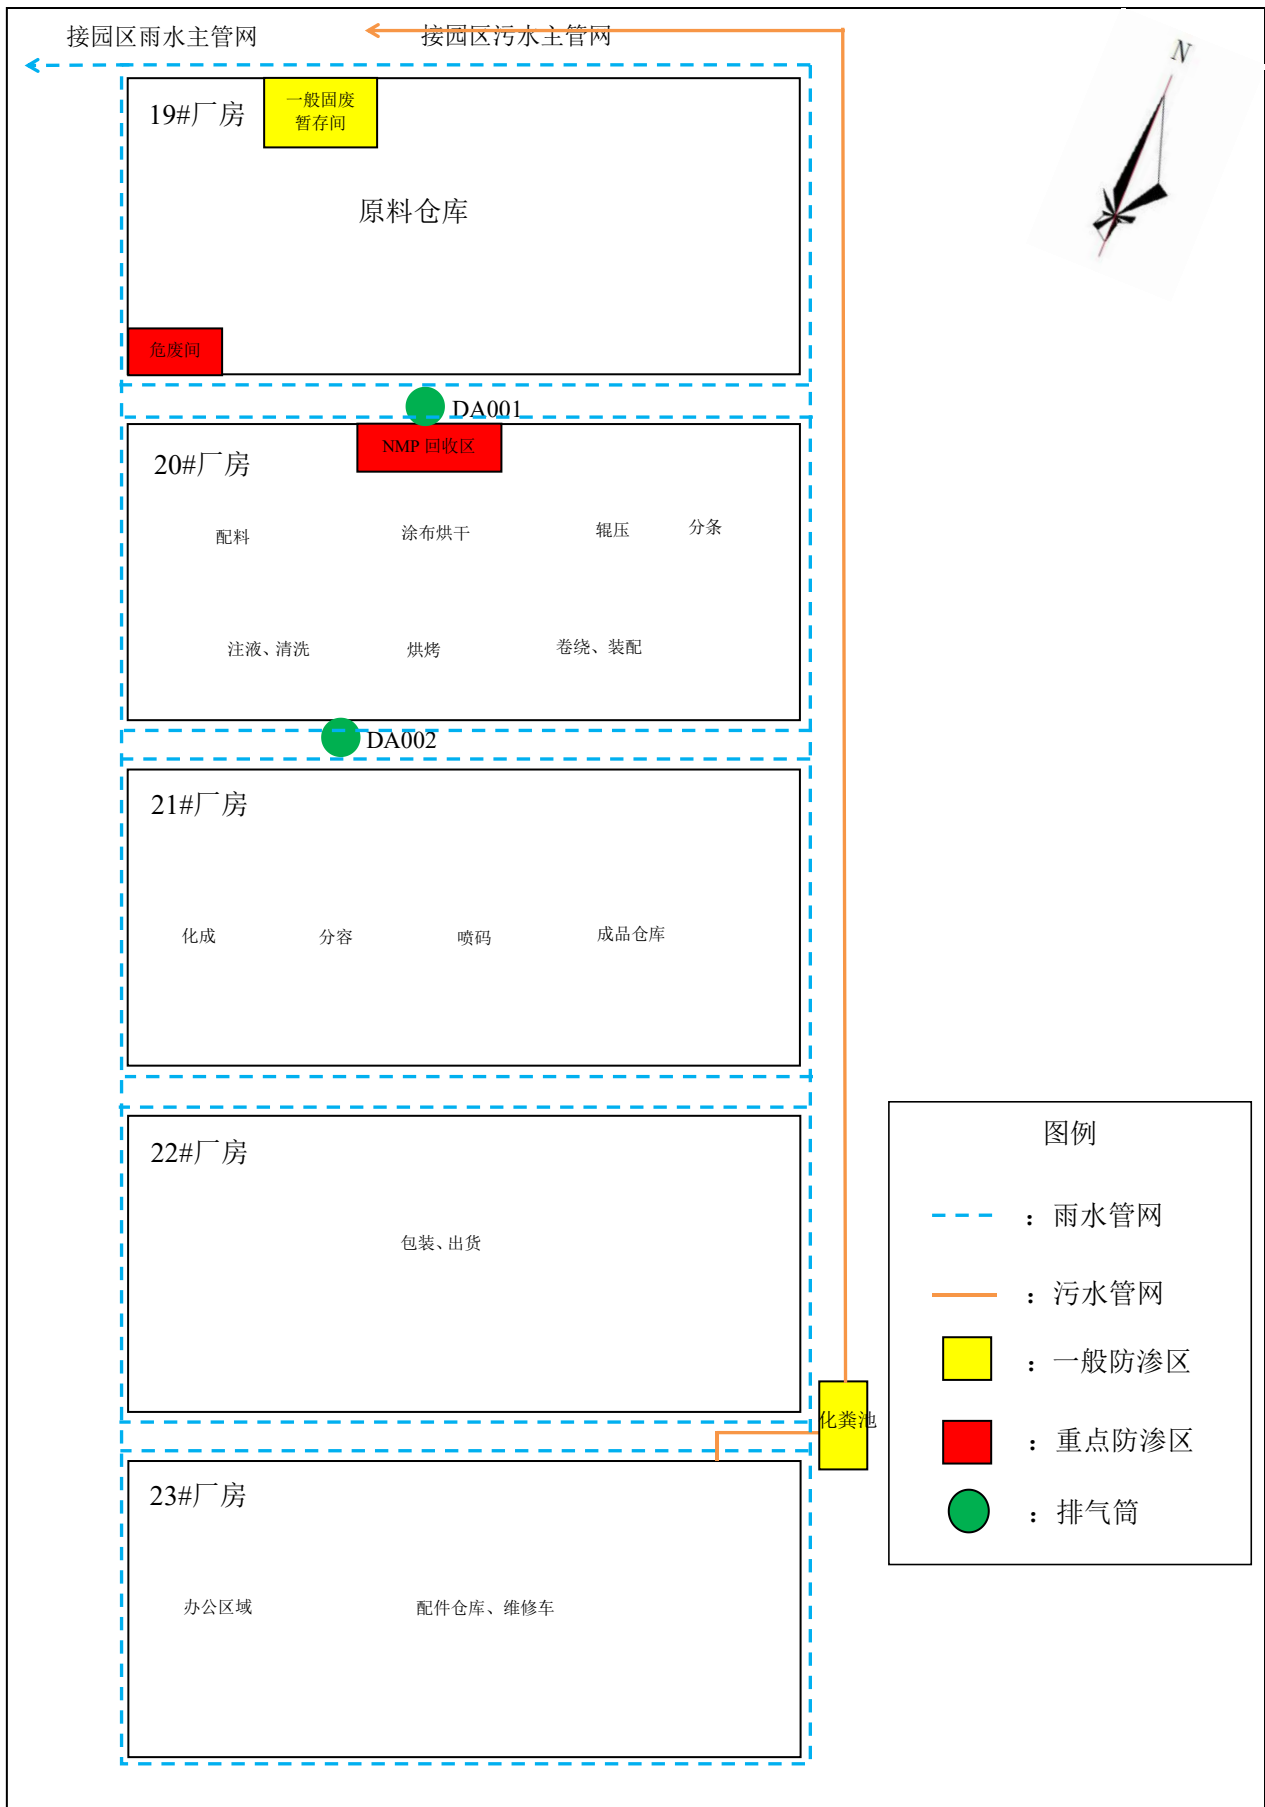 接园区雨水主管网
接园区污水主管网
N
19#厂房
一般固废
暂存间
原料仓库
危废间
DA001
20#厂房
NMP 回收区
配料
涂布烘干
辊压
分条
注液、清洗
烘烤
卷绕、装配
DA002
21#厂房
化成
分容
喷码
成品仓库
22#厂房
包装、出货
化粪池
23#厂房
办公区域
配件仓库、维修车
图例
：雨水管网
：污水管网
：一般防渗区
：重点防渗区
：排气筒